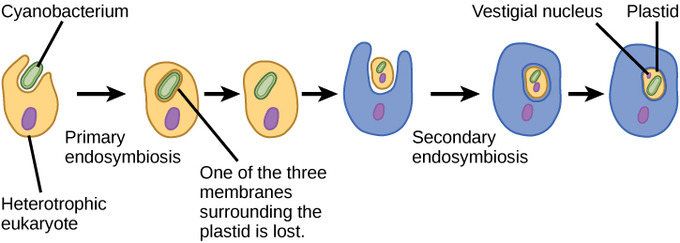 Cyanobacterium
Vestigial nucleus
Plastid
Primary
endosymbiosis
Secondary
endosymbiosis
One of the three
membranes
surrounding the
plastid is lost.
Heterotrophic
eukaryote